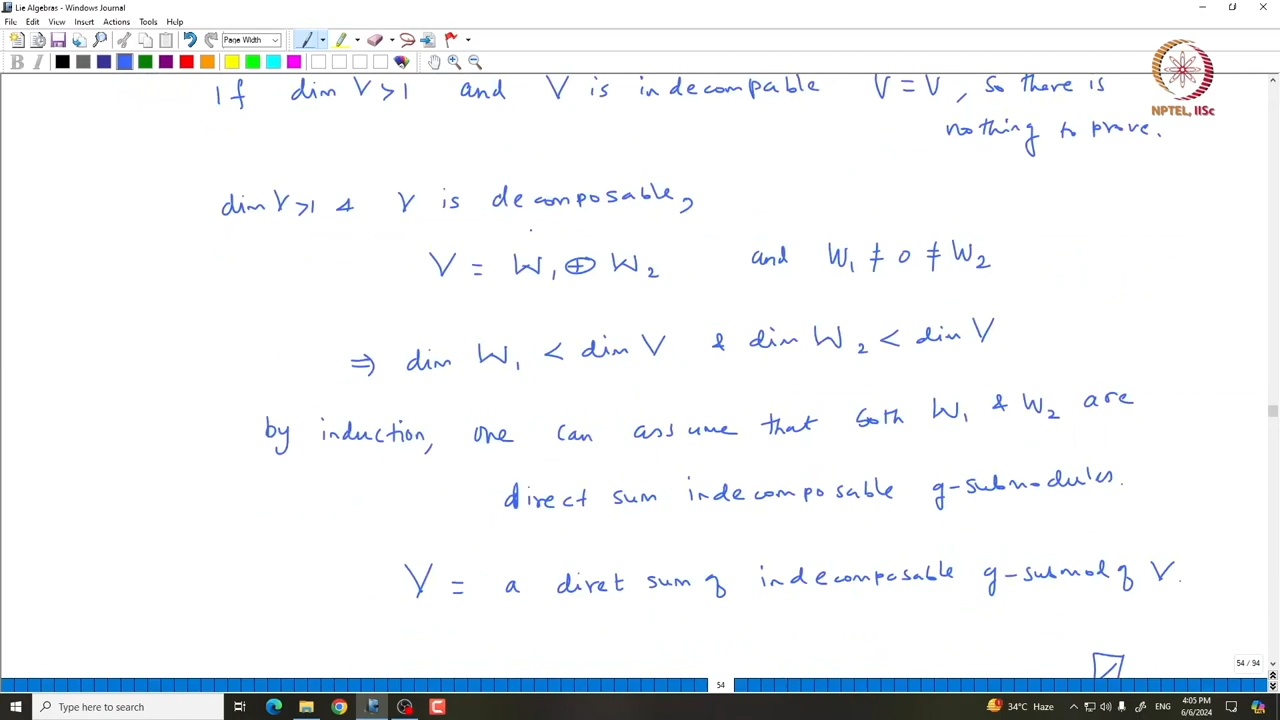 Lie Algebras - Windows Journal
File Edit View Insert Actions Tools Help
Page Width
B I
NPTEL, IISc
If dim V > 1 and V is indecompable V = V, so there is
nothing to prove.
dim V > 1 & V is decomposable,
V = W₁ ⊕ W₂ and W₁ ≠ 0 ≠ W₂
⇒ dim W₁ < dim V & dim W₂ < dim V
by induction, one can assume that both W₁ & W₂ are
direct sum indecomposable g-submodules.
V = a diret sum of indecomposable g-submod of V.
54 / 94
54
Type here to search
34°C Haze
ENG
4:05 PM
6/6/2024